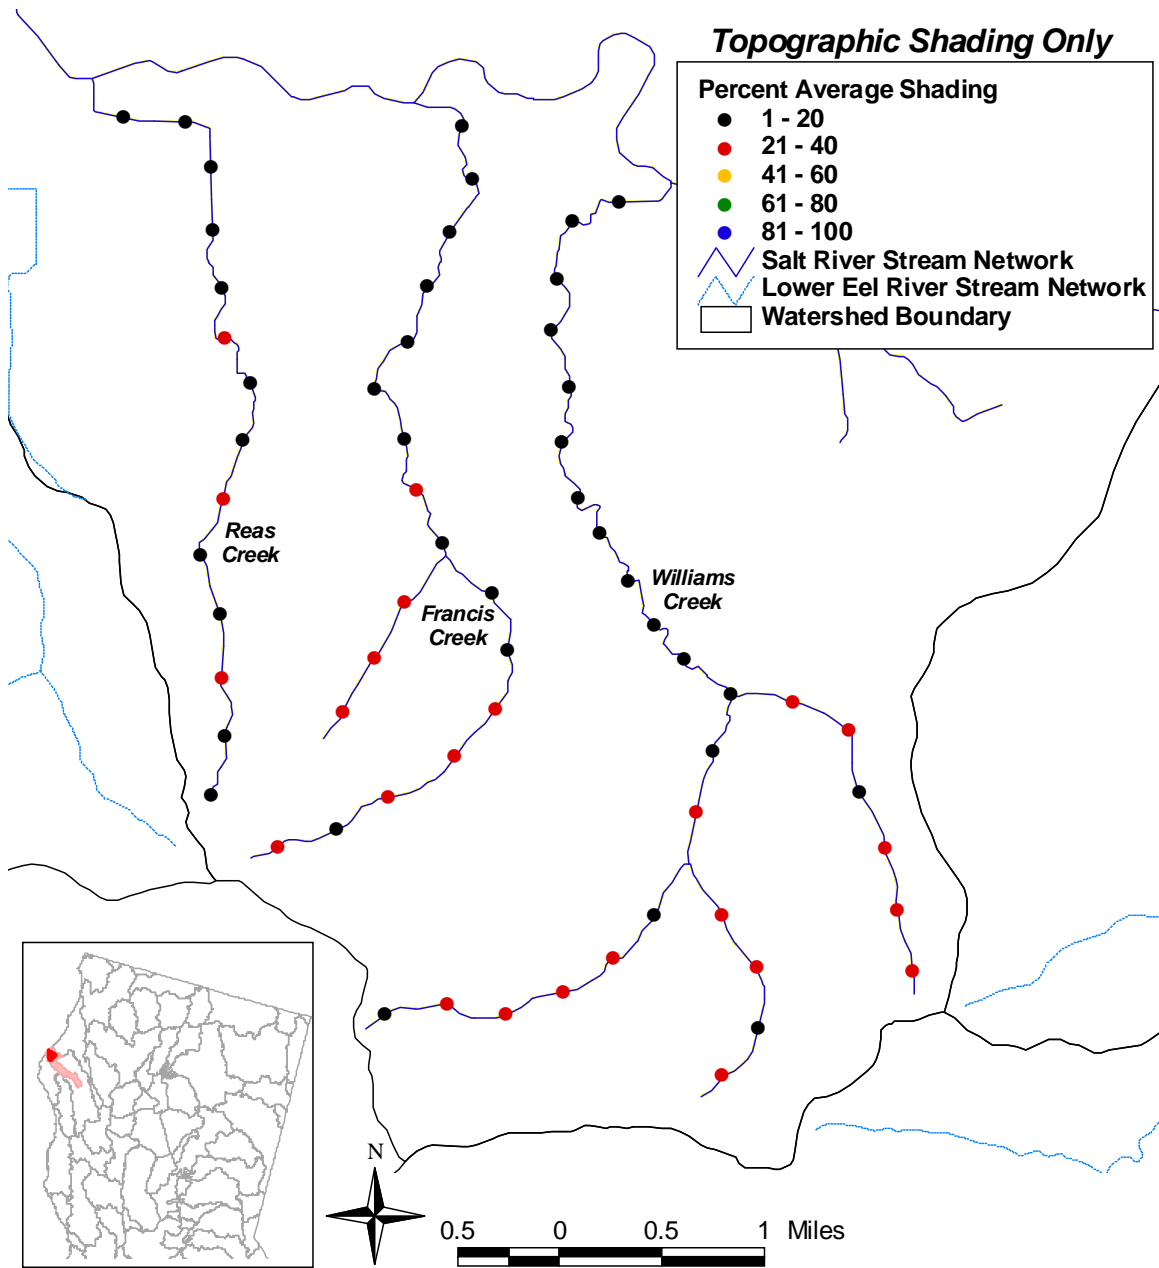 Topographic Shading Only
Percent Average Shading
1 - 20
21 - 40
41 - 60
61 - 80
81 - 100
Salt River Stream Network
Lower Eel River Stream Network
Watershed Boundary
Reas
Creek
Francis
Creek
Williams
Creek
N
0.5 0 0.5 1 Miles